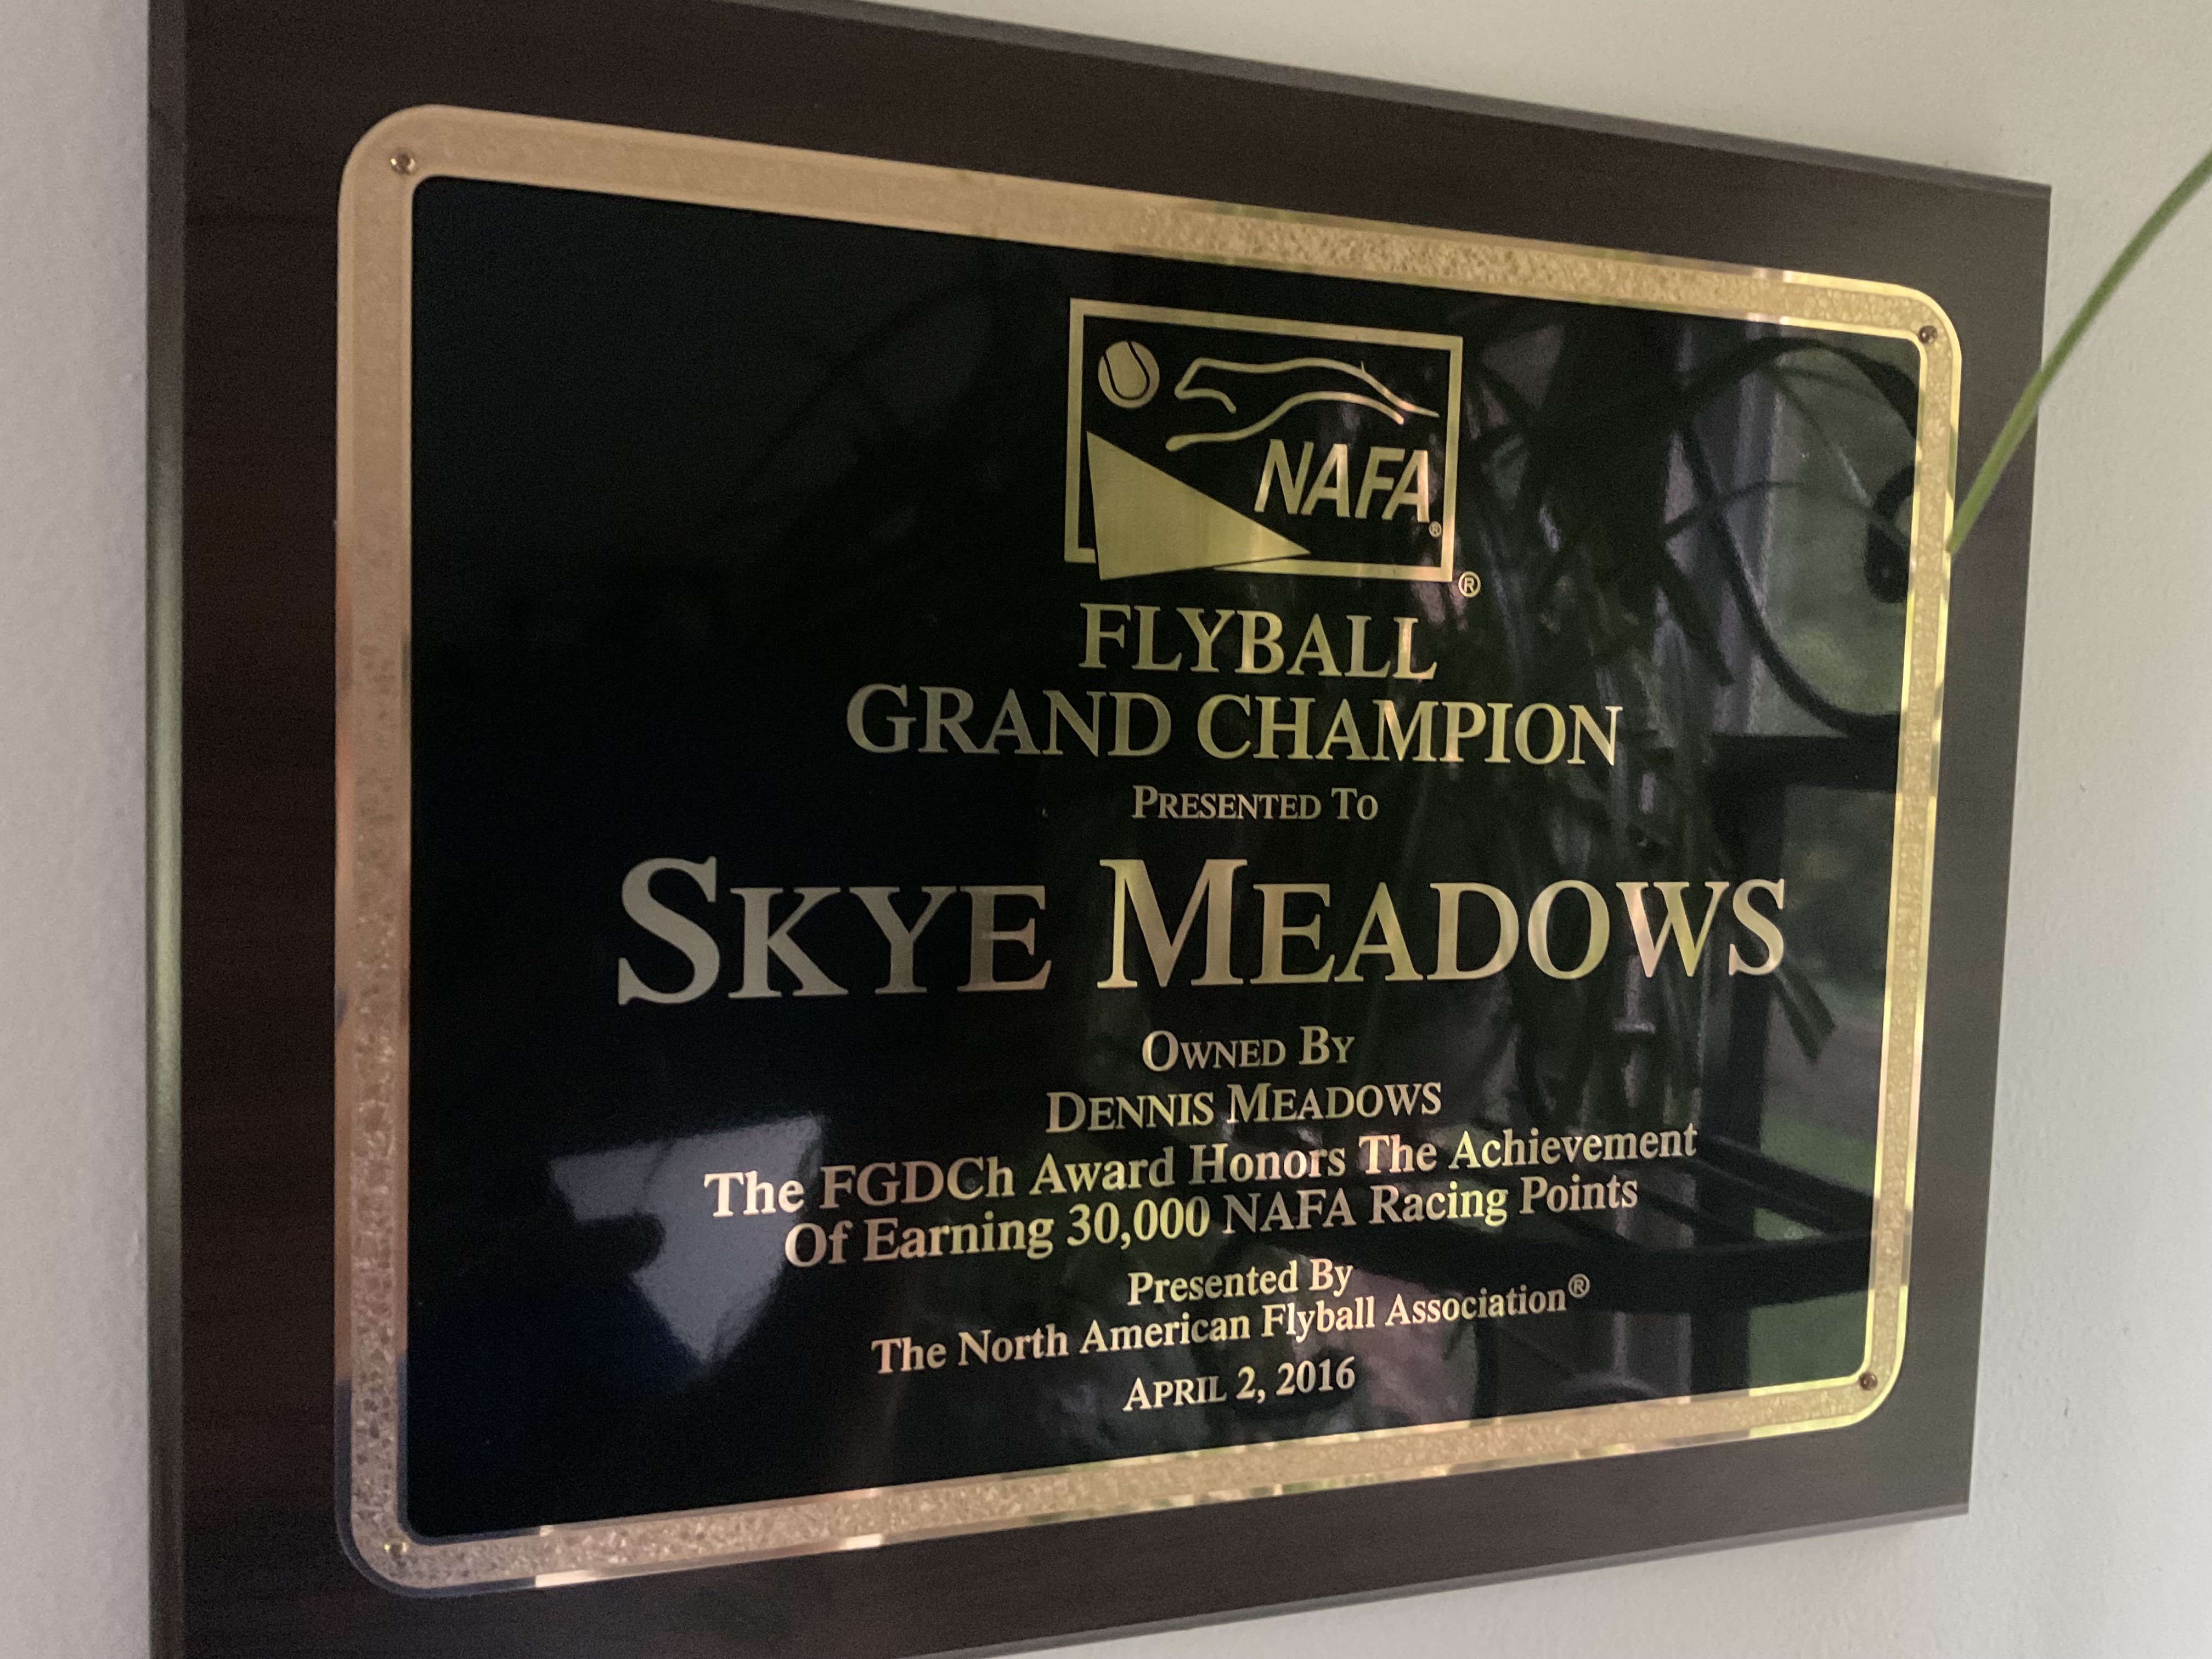 NAFA®
®
FLYBALL
GRAND CHAMPION
PRESENTED TO
SKYE MEADOWS
OWNED BY
DENNIS MEADOWS
The FGDCh Award Honors The Achievement
Of Earning 30,000 NAFA Racing Points
Presented By
The North American Flyball Association®
APRIL 2, 2016